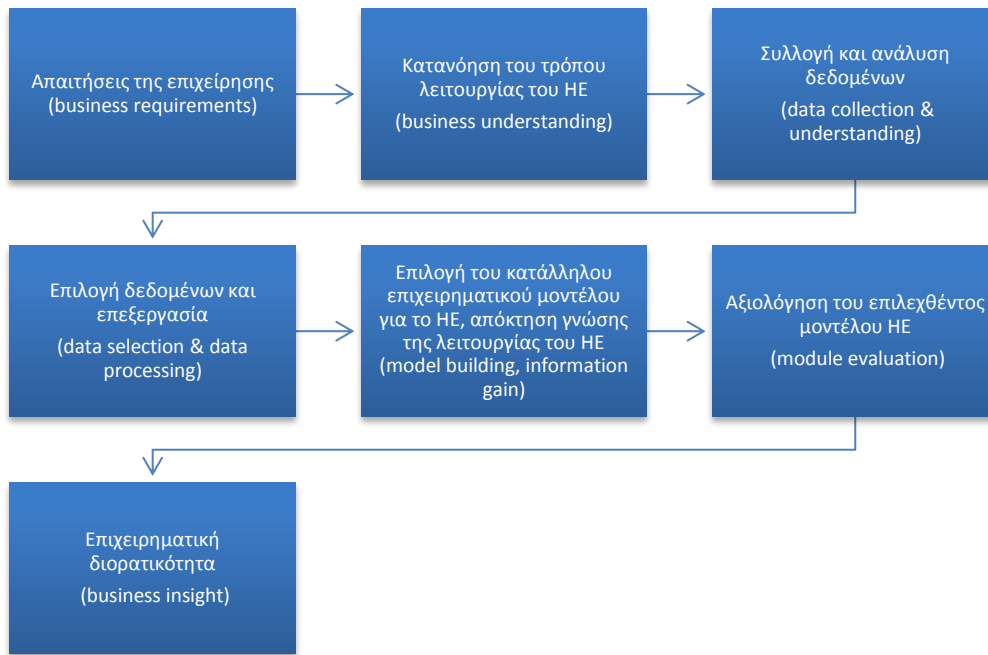 Απαιτήσεις της επιχείρησης
(business requirements)
Κατανόηση του τρόπου
λειτουργίας του ΗΕ
(business understanding)
Συλλογή και ανάλυση
δεδομένων
(data collection &
understanding)
Επιλογή δεδομένων και
επεξεργασία
(data selection & data
processing)
Επιλογή του κατάλληλου
επιχειρηματικού μοντέλου
για το ΗΕ, απόκτηση γνώσης
της λειτουργίας του ΗΕ
(model building, information
gain)
Αξιολόγηση του επιλεχθέντος
μοντέλου ΗΕ
(module evaluation)
Επιχειρηματική
διορατικότητα
(business insight)